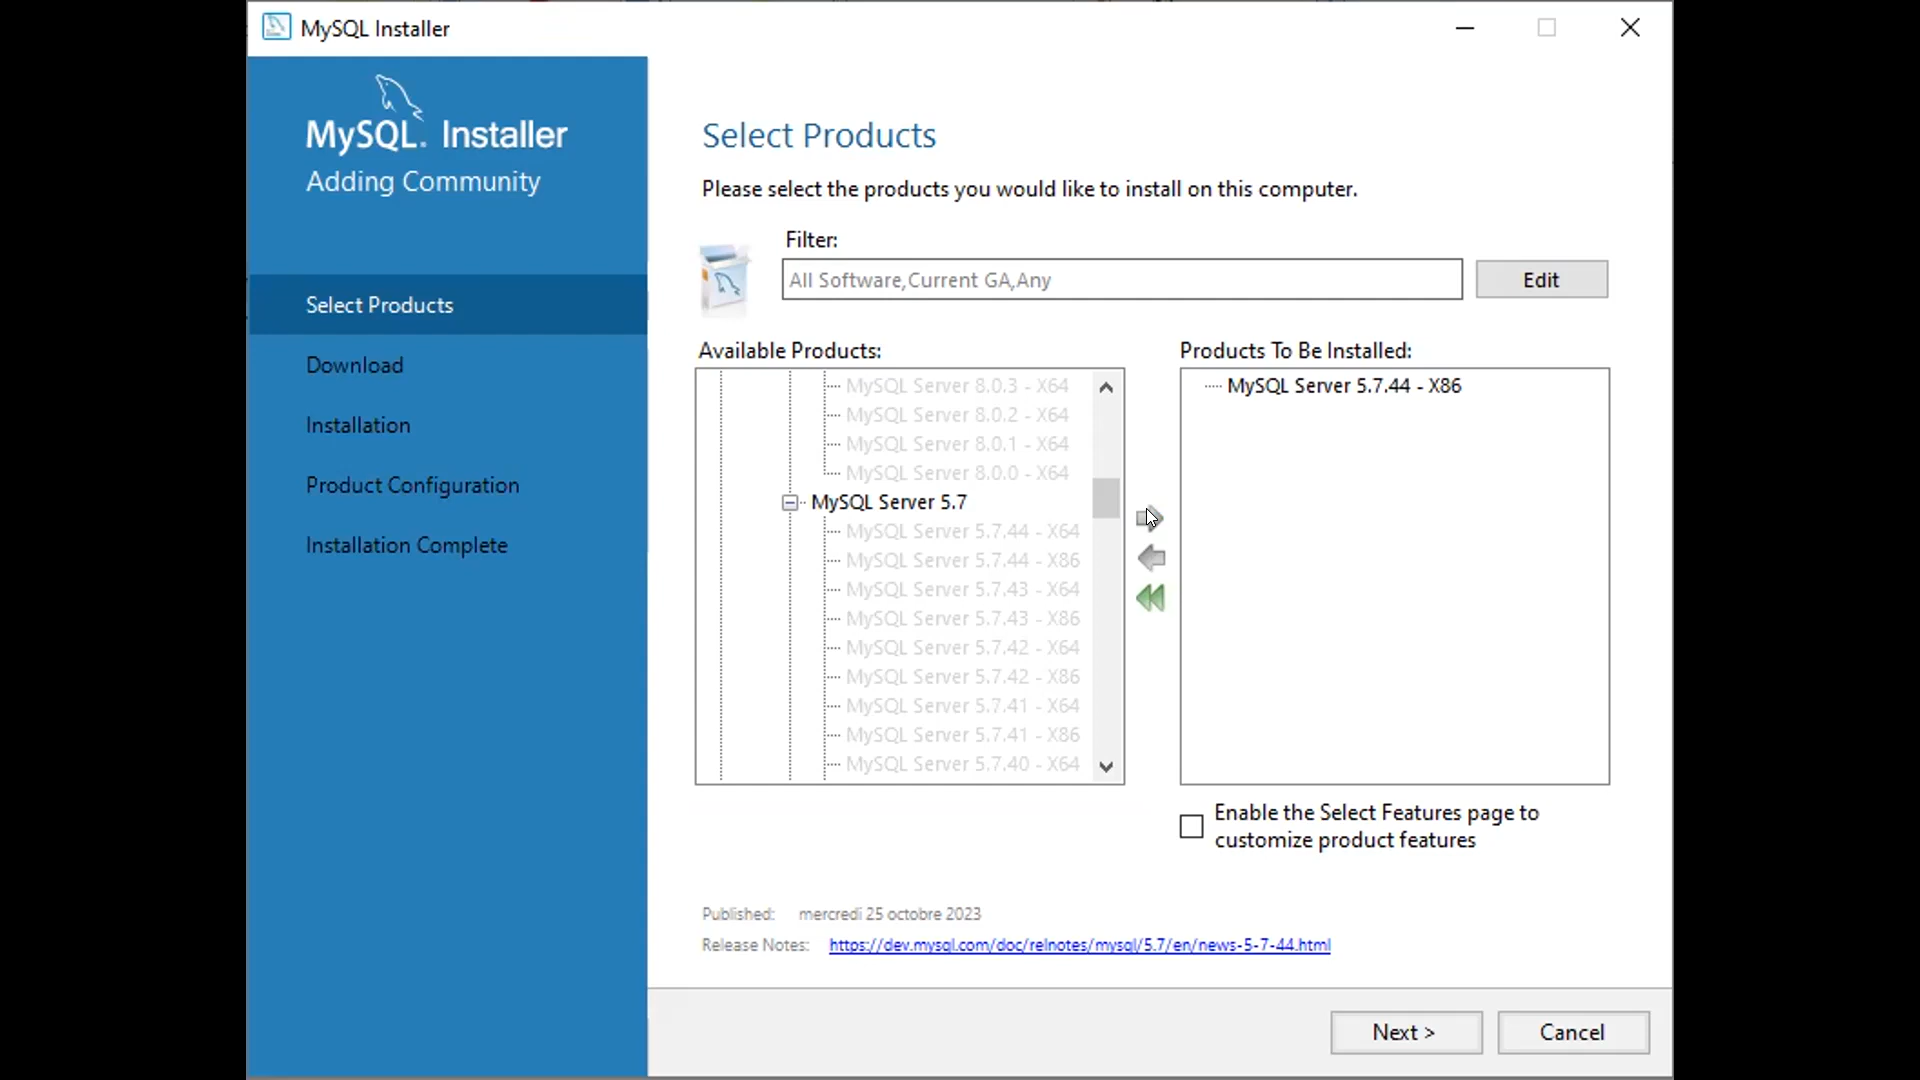 MySQL Installer
MySQL. Installer
Adding Community
Select Products
Download
Installation
Product Configuration
Installation Complete
Select Products
Please select the products you would like to install on this computer.
Filter:
All Software,Current GA,Any
Edit
Available Products:
MySQL Server 8.0.3 - X64
MySQL Server 8.0.2 - X64
MySQL Server 8.0.1 - X64
MySQL Server 8.0.0 - X64
MySQL Server 5.7
MySQL Server 5.7.44 - X64
MySQL Server 5.7.44 - X86
MySQL Server 5.7.43 - X64
MySQL Server 5.7.43 - X86
MySQL Server 5.7.42 - X64
MySQL Server 5.7.42 - X86
MySQL Server 5.7.41 - X64
MySQL Server 5.7.41 - X86
MySQL Server 5.7.40 - X64
Products To Be Installed:
MySQL Server 5.7.44 - X86
Enable the Select Features page to
customize product features
Published: mercredi 25 octobre 2023
Release Notes: https://dev.mysql.com/doc/relnotes/mysql/5.7/en/news-5-7-44.html
Next >
Cancel